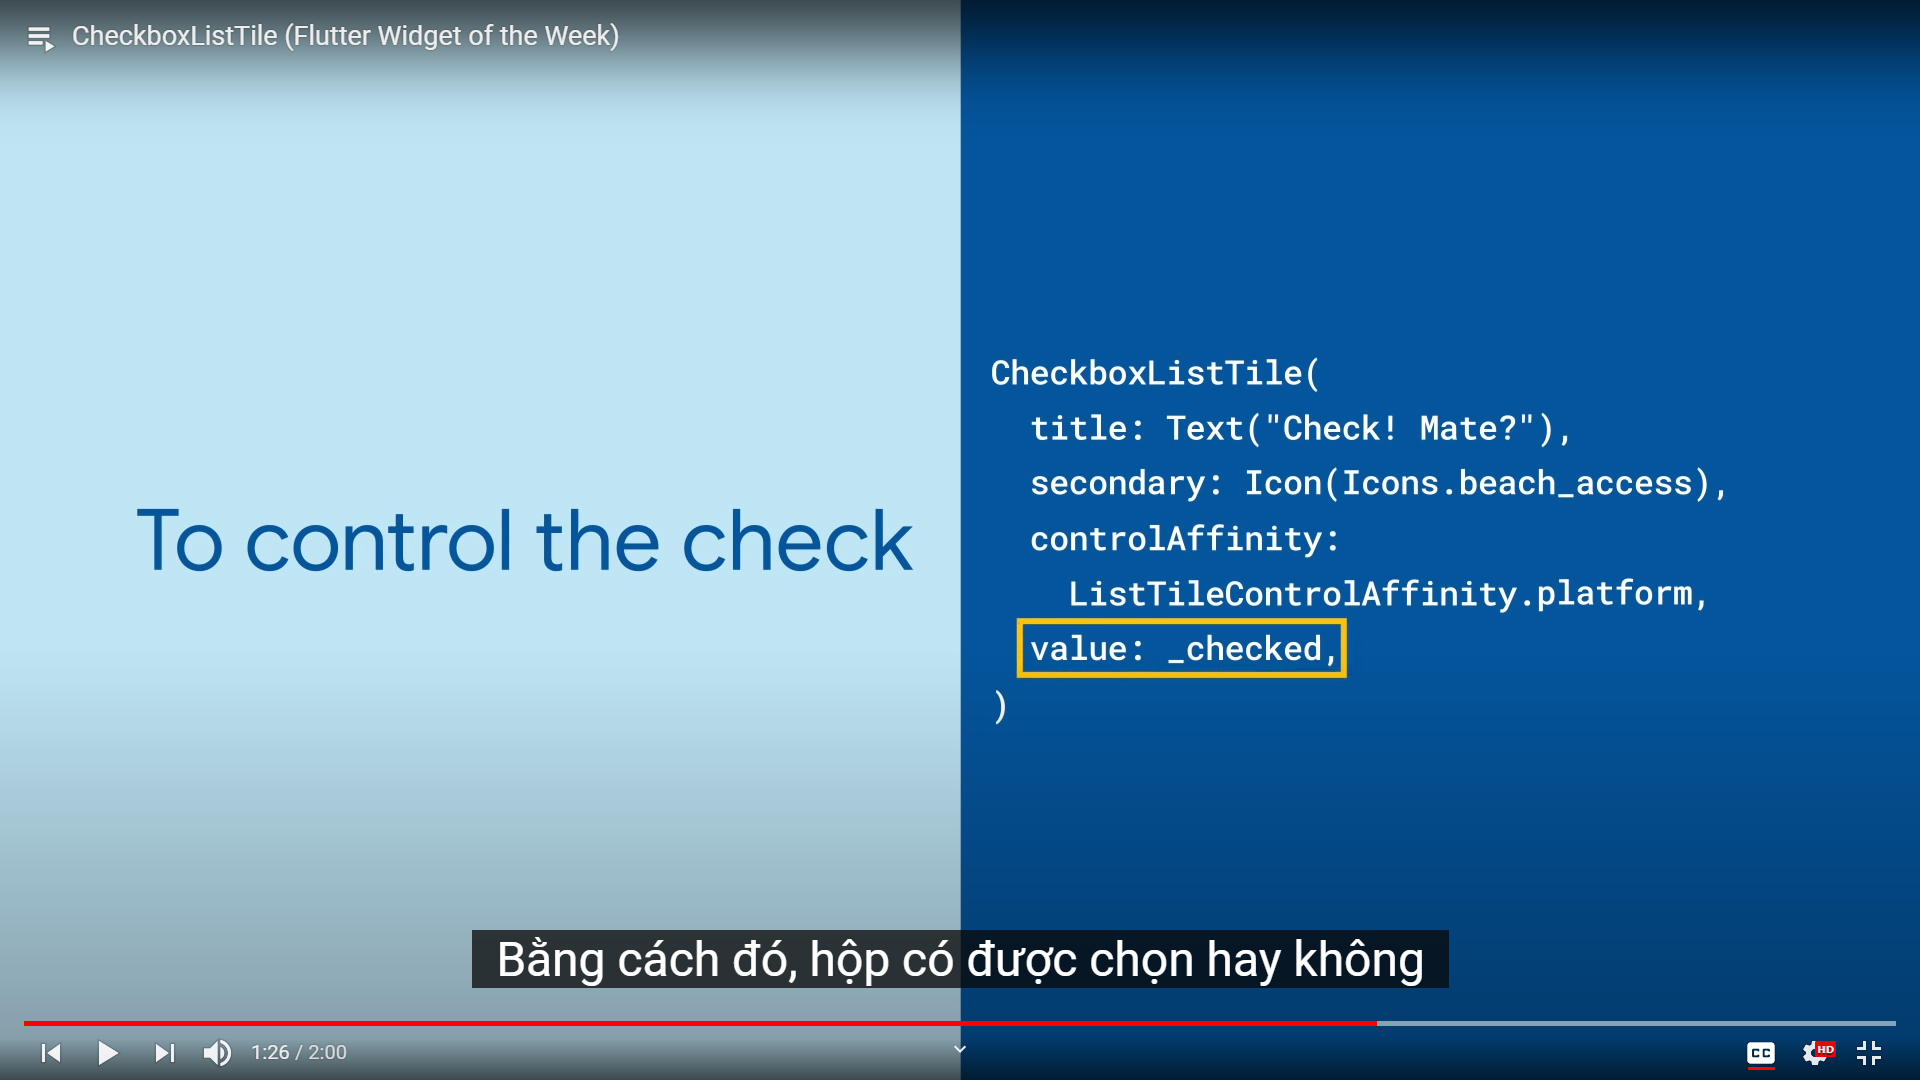 CheckboxListTile (Flutter Widget of the Week)
To control the check
CheckboxListTile(
title: Text("Check! Mate?"),
secondary: Icon(Icons.beach_access),
controlAffinity:
ListTileControlAffinity.platform,
value: _checked,
)
Bằng cách đó, hộp có được chọn hay không
1:26 / 2:00
CC
HD